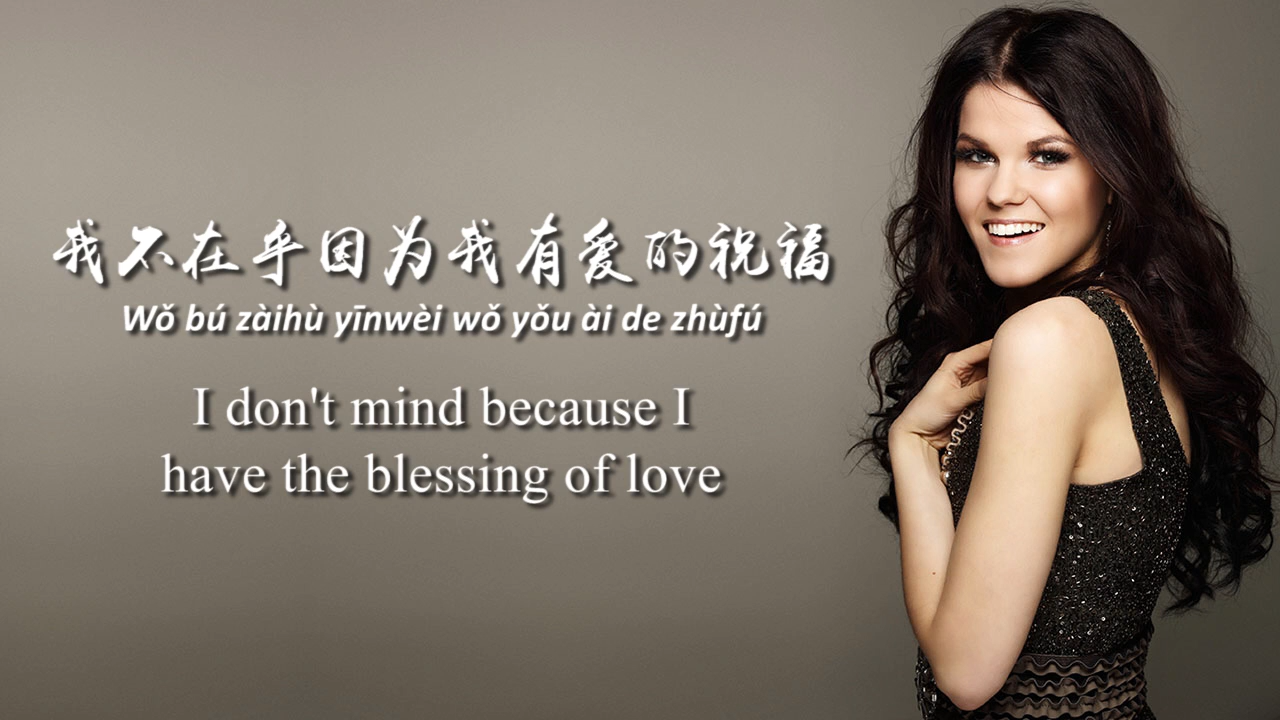 我不在乎因为我有爱的祝福
Wǒ bú zàihù yīnwèi wǒ yǒu ài de zhùfú
I don't mind because I
have the blessing of love